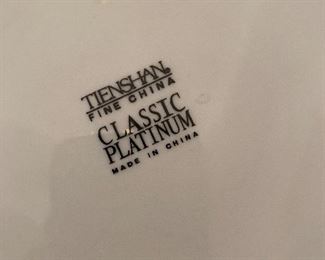 TIENSHAN®
FINE CHINA
CLASSIC
PLATINUM
MADE IN CHINA